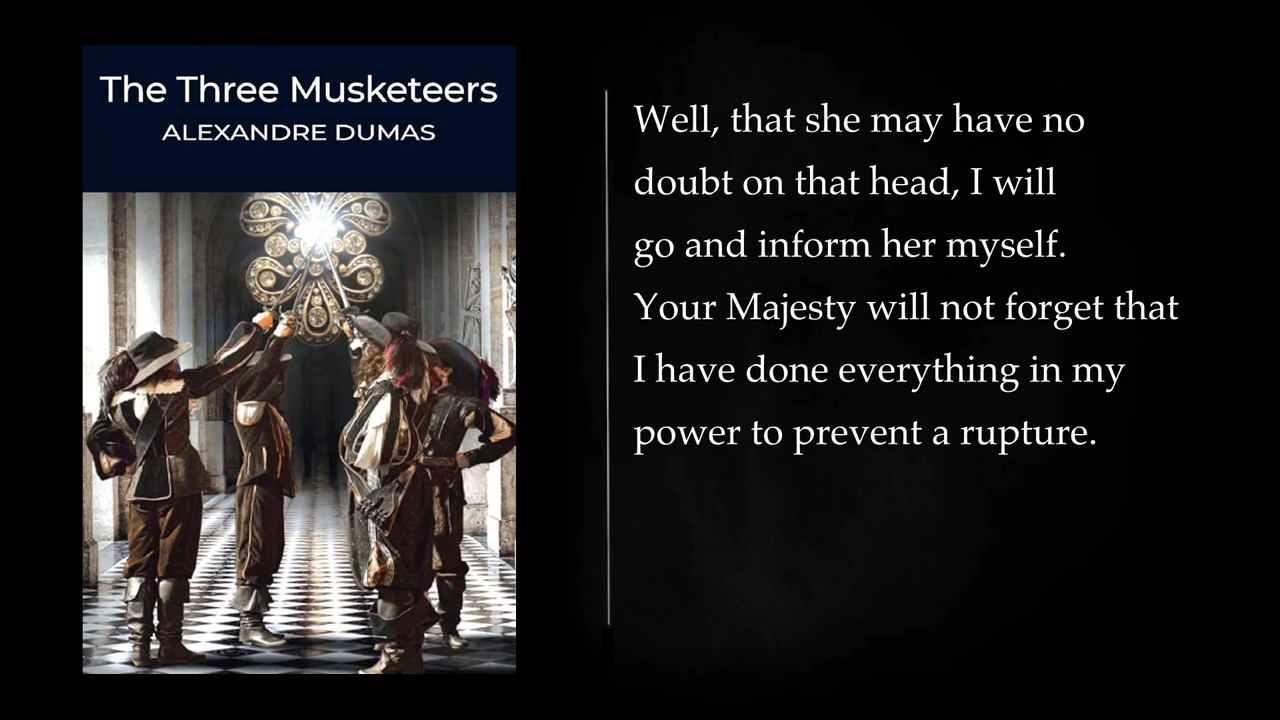 The Three Musketeers
ALEXANDRE DUMAS
Well, that she may have no
doubt on that head, I will
go and inform her myself.
Your Majesty will not forget that
I have done everything in my
power to prevent a rupture.